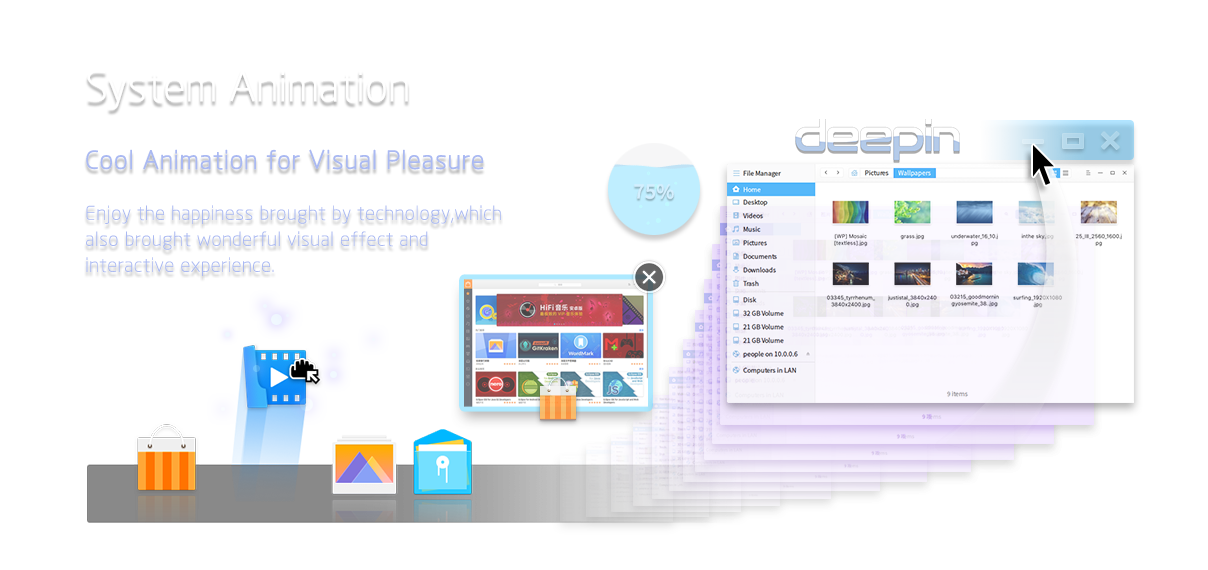 System Animation
Cool Animation for Visual Pleasure
Enjoy the happiness brought by technology,which
also brought wonderful visual effect and
interactive experience.
75%
deepin
File Manager
Pictures
Wallpapers
Home
Desktop
Videos
Music
Pictures
Documents
Downloads
Trash
Disk
32 GB Volume
21 GB Volume
21 GB Volume
people on 10.0.0.6
Computers in LAN
[WP] Mosaic
[textless].jpg
grass.jpg
underwater_16_10.j
pg
inthe sky.jpg
25_III_2560_1600.j
pg
03345_tyrrhenum_
3840x2400.jpg
justistal_3840x240
0.jpg
03215_goodmorn
gyosemite_38.jpg
surfing_1920X1080
.jpg
9 items
HiFi音乐
GitKraken
WordMark